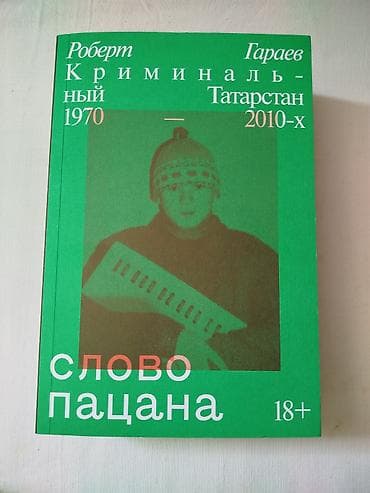 Роберт Гараев
Криминаль-
ный Татарстан
1970 — 2010-х
слово
пацана 18+